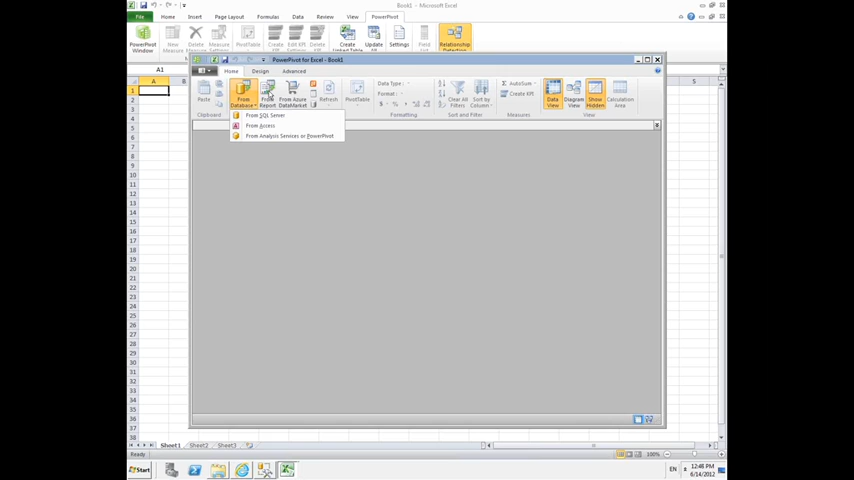 Book1 - Microsoft Excel
File Home Insert Page Layout Formulas Data Review View PowerPivot
PowerPivot Window New Measure Delete Measure Measure Settings PivotTable Create KPI Edit KPI Settings Delete KPI Create Linked Table Update All Settings Field List Relationship Detection
A1
PowerPivot for Excel - Book1
Home Design Advanced
Paste From Database From Report From Azure DataMarket Refresh PivotTable Data Type : Format : $ % Clear All Filters Sort by Column AutoSum Create KPI Data View Diagram View Show Hidden Calculation Area
Clipboard Formatting Sort and Filter Measures View
From SQL Server
From Access
From Analysis Services or PowerPivot
A B S
1
2
3
4
5
6
7
8
9
10
11
12
13
14
15
16
17
18
19
20
21
22
23
24
25
26
27
28
29
30
31
32
33
34
35
36
37
38
Sheet1 Sheet2 Sheet3
Ready 100%
Start EN 12:46 PM
6/14/2012